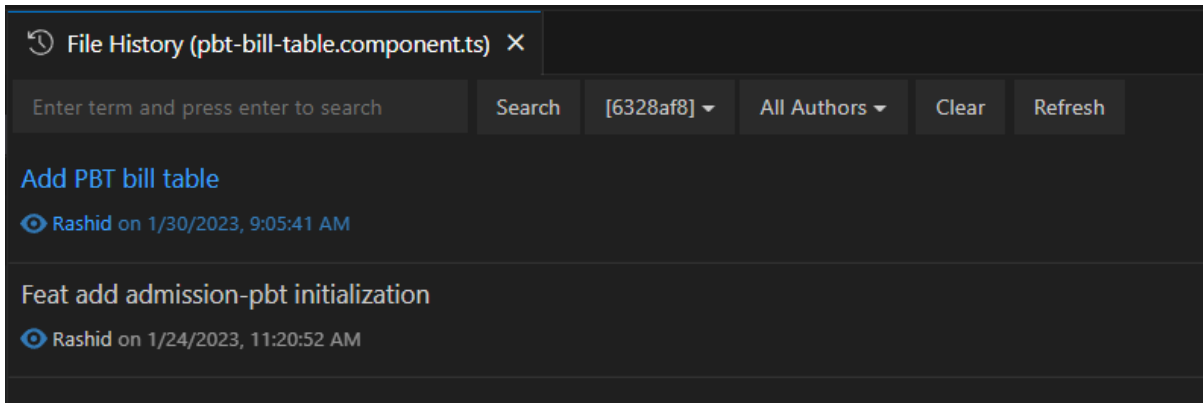 File History (pbt-bill-table.component.ts)
Enter term and press enter to search Search [6328af8] All Authors Clear Refresh
Add PBT bill table
Rashid on 1/30/2023, 9:05:41 AM
Feat add admission-pbt initialization
Rashid on 1/24/2023, 11:20:52 AM